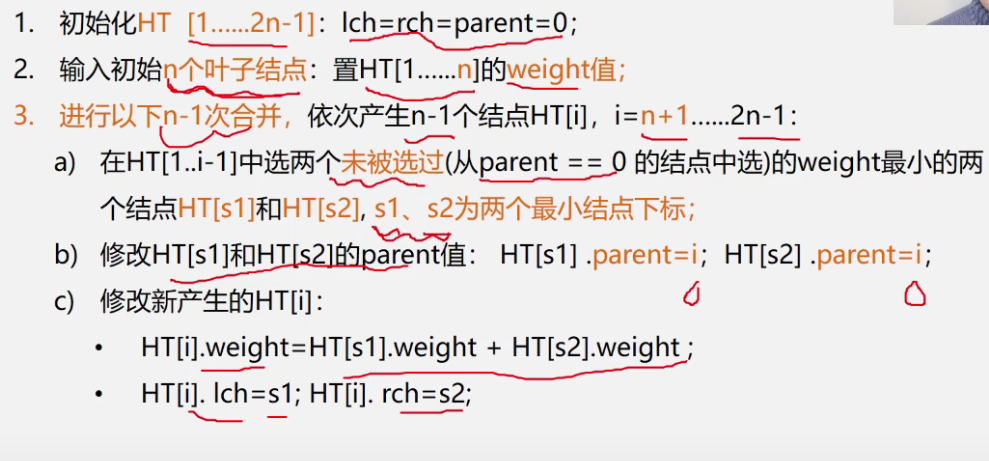 1. 初始化HT [1……2n-1]：lch=rch=parent=0；
2. 输入初始n个叶子结点：置HT[1……n]的weight值；
3. 进行以下n-1次合并，依次产生n-1个结点HT[i]，i=n+1……2n-1：
a) 在HT[1..i-1]中选两个未被选过(从parent == 0 的结点中选)的weight最小的两
个结点HT[s1]和HT[s2], s1、s2为两个最小结点下标；
b) 修改HT[s1]和HT[s2]的parent值： HT[s1] .parent=i；HT[s2] .parent=i；
c) 修改新产生的HT[i]：
• HT[i].weight=HT[s1].weight + HT[s2].weight ;
• HT[i]. lch=s1; HT[i]. rch=s2;